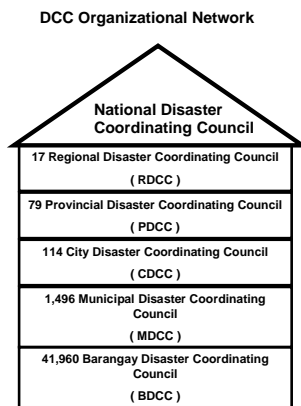 DCC Organizational Network
National Disaster
Coordinating Council
17 Regional Disaster Coordinating Council
( RDCC )
79 Provincial Disaster Coordinating Council
( PDCC )
114 City Disaster Coordinating Council
( CDCC )
1,496 Municipal Disaster Coordinating
Council
( MDCC )
41,960 Barangay Disaster Coordinating
Council
( BDCC )